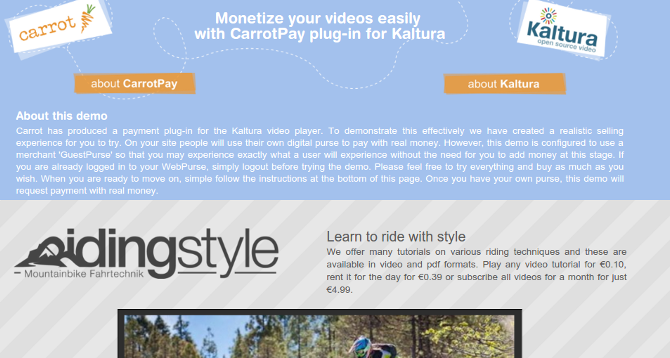 carrot
Monetize your videos easily
with CarrotPay plug-in for Kaltura
Kaltura
open source video
about CarrotPay
about Kaltura
About this demo
Carrot has produced a payment plug-in for the Kaltura video player. To demonstrate this effectively we have created a realistic selling
experience for you to try. On your site people will use their own digital purse to pay with real money. However, this demo is configured to use a
merchant 'GuestPurse' so that you may experience exactly what a user will experience without the need for you to add money at this stage. If
you are already logged in to your WebPurse, simply logout before trying the demo. Please feel free to try everything and buy as much as you
wish. When you are ready to move on, simple follow the instructions at the bottom of this page. Once you have your own purse, this demo will
request payment with real money.
ridingstyle
Mountainbike Fahrtechnik
Learn to ride with style
We offer many tutorials on various riding techniques and these are
available in video and pdf formats. Play any video tutorial for €0.10,
rent it for the day for €0.39 or subscribe all videos for a month for just
€4.99.